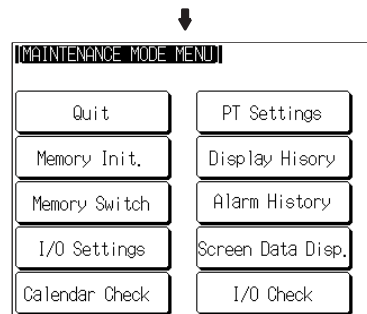 [MAINTENANCE MODE MENU]
Quit
PT Settings
Memory Init.
Display Hisory
Memory Switch
Alarm History
I/O Settings
Screen Data Disp.
Calendar Check
I/O Check